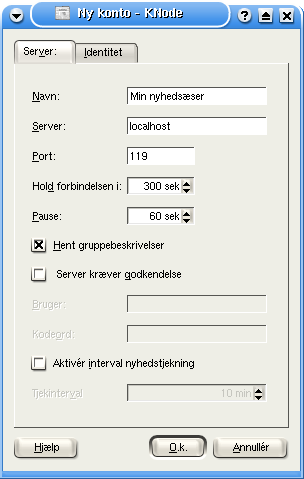 Ny konto - KNode
Server:
Identitet
Navn:
Min nyhedsæser
Server:
localhost
Port:
119
Hold forbindelsen i:
300 sek
Pause:
60 sek
Hent gruppebeskrivelser
Server kræver godkendelse
Bruger:
Kodeord:
Aktivér interval nyhedstjekning
Tjekinterval
10 min
Hjælp
O.k.
Annullér